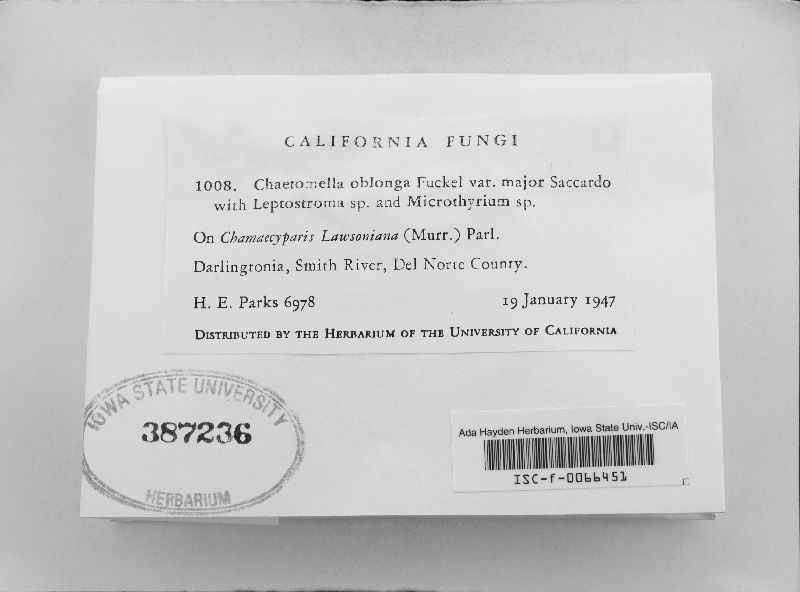 CALIFORNIA FUNGI
1008. Chaetomella oblonga Fuckel var. major Saccardo
with Leptostroma sp. and Microthyrium sp.
On Chamaecyparis Lawsoniana (Murr.) Parl.
Darlingtonia, Smith River, Del Norte County.
H. E. Parks 6978 19 January 1947
DISTRIBUTED BY THE HERBARIUM OF THE UNIVERSITY OF CALIFORNIA
IOWA STATE UNIVERSITY
387236
HERBARIUM
Ada Hayden Herbarium, Iowa State Univ.-ISC/IA
ISC-f-0066451